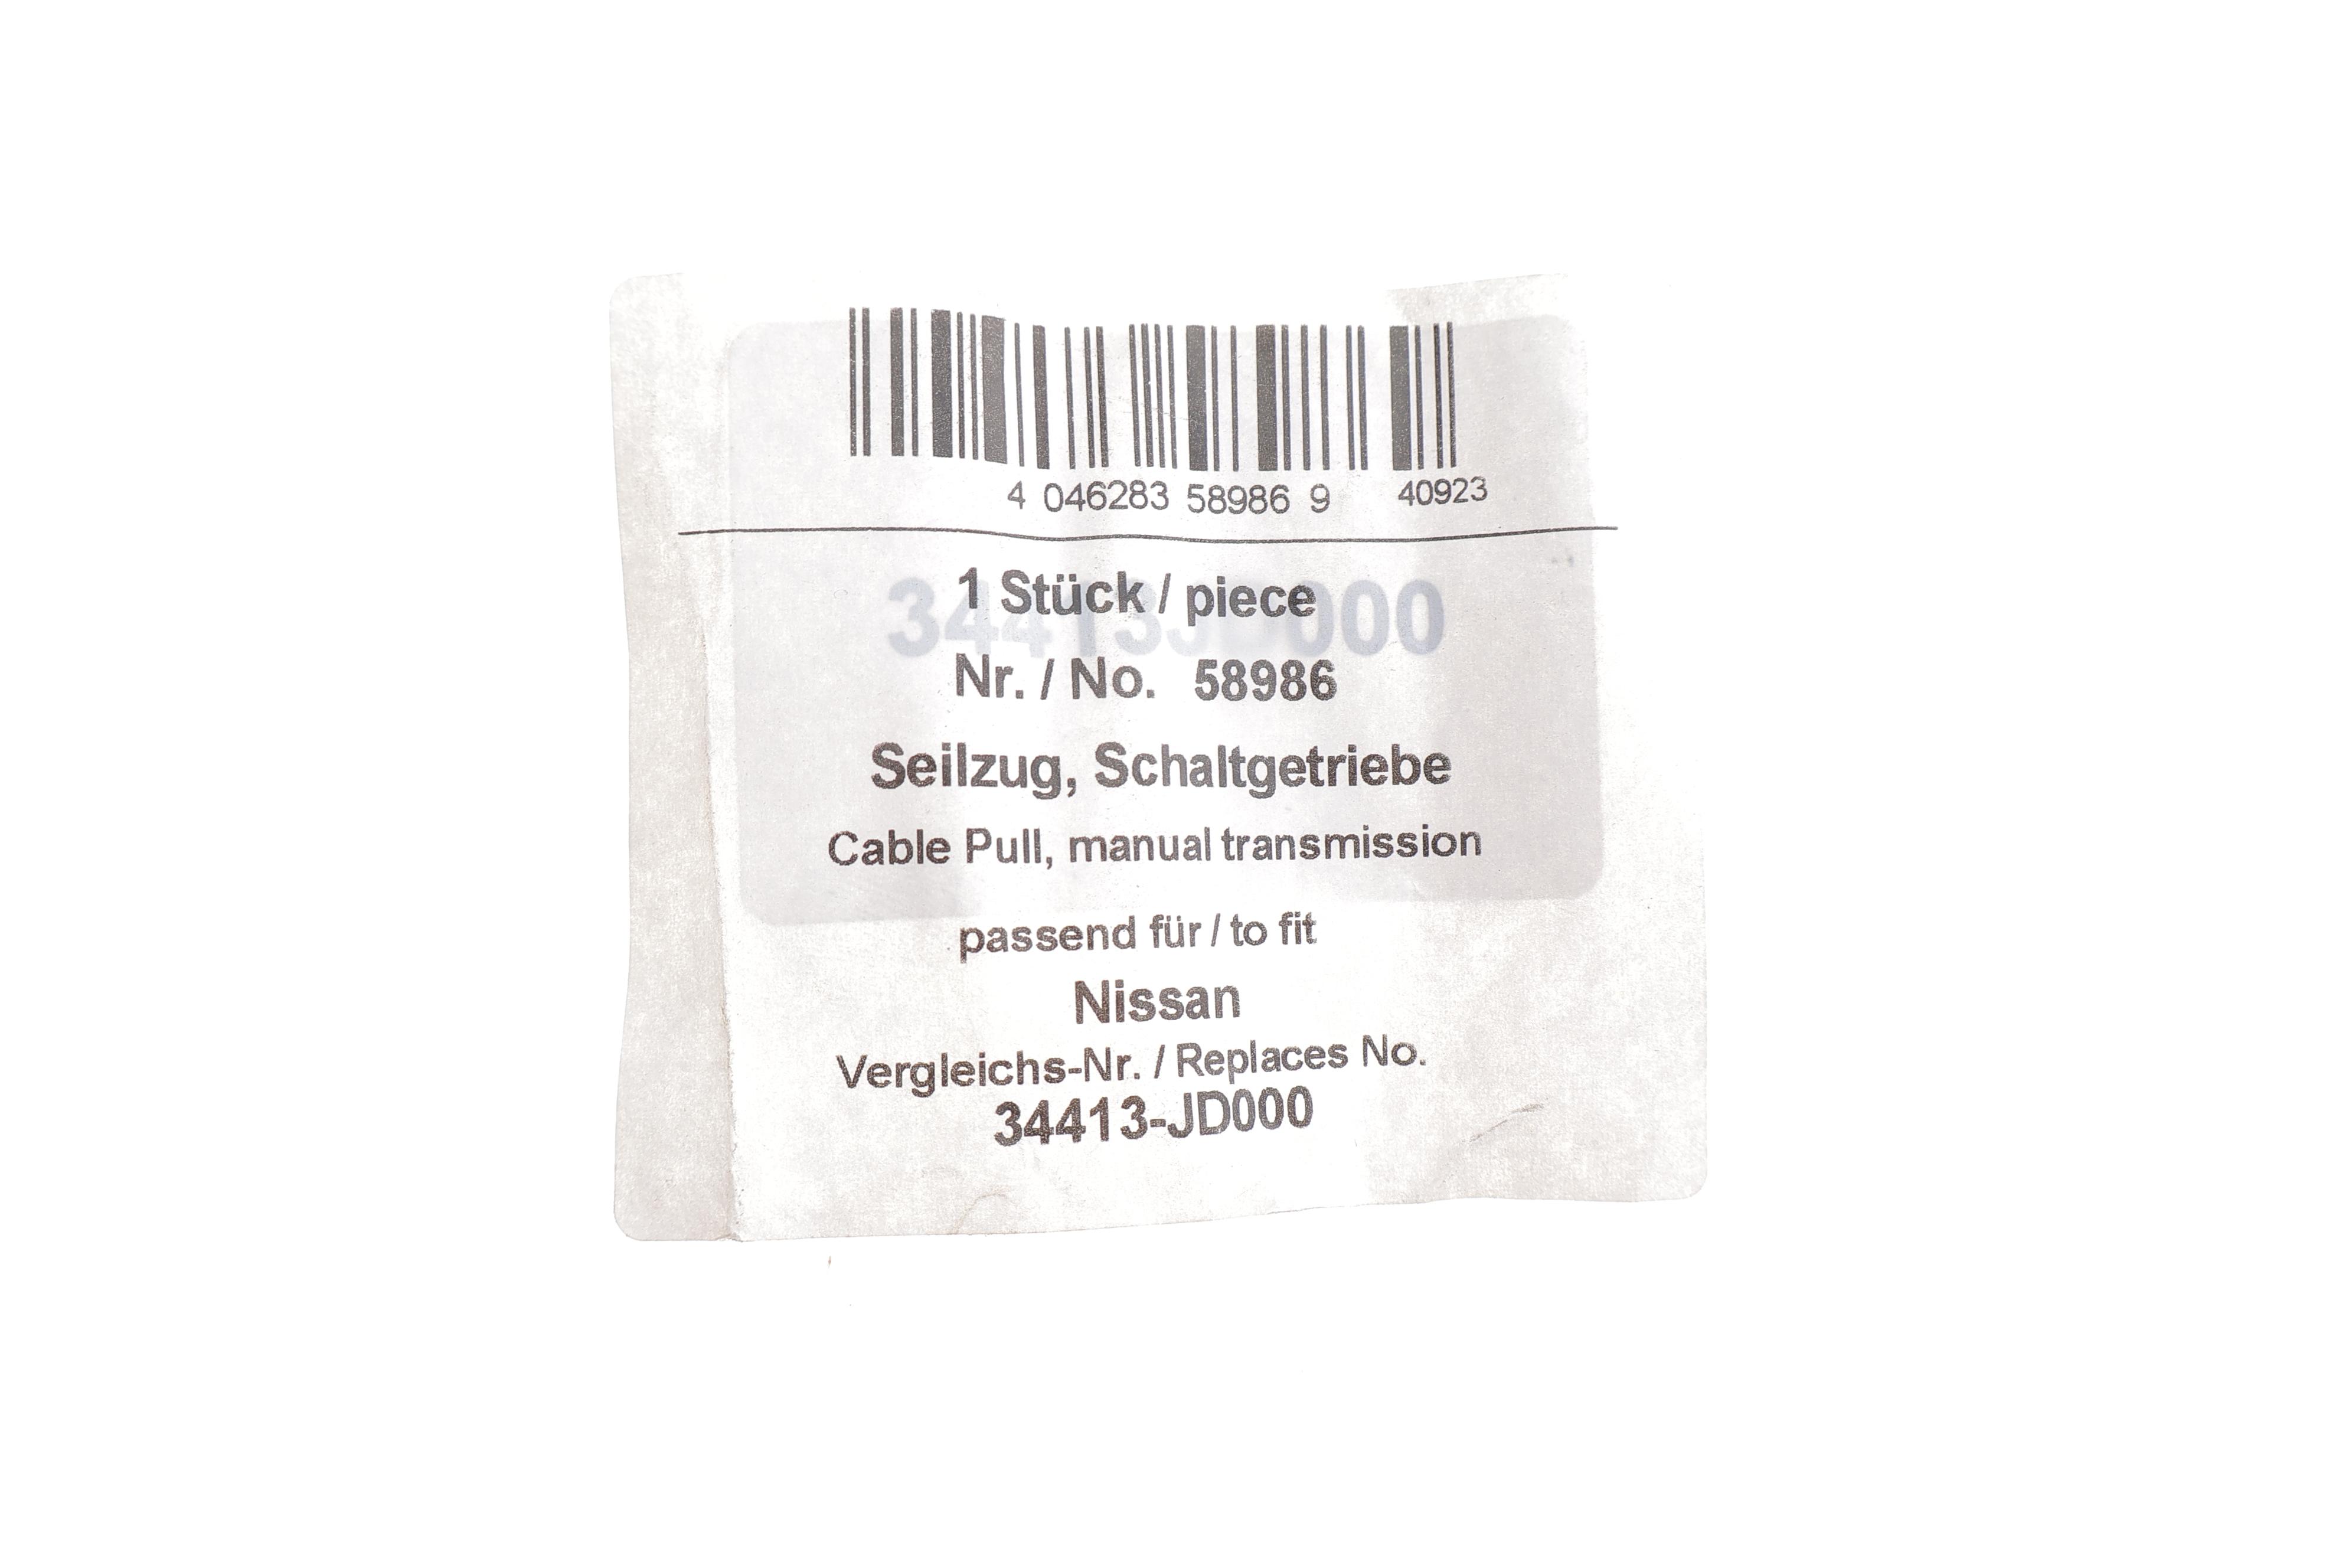 4 046283 58986 9 40923
1 Stück / piece
34413JD000
Nr. / No. 58986
Seilzug, Schaltgetriebe
Cable Pull, manual transmission
passend für / to fit
Nissan
Vergleichs-Nr. / Replaces No.
34413-JD000